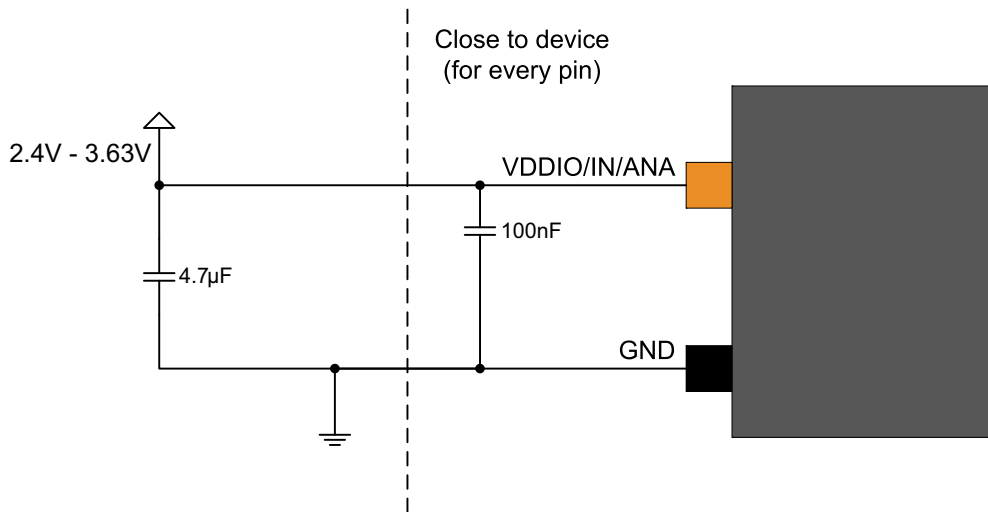 Close to device
(for every pin)
2.4V - 3.63V
VDDIO/IN/ANA
100nF
4.7µF
GND